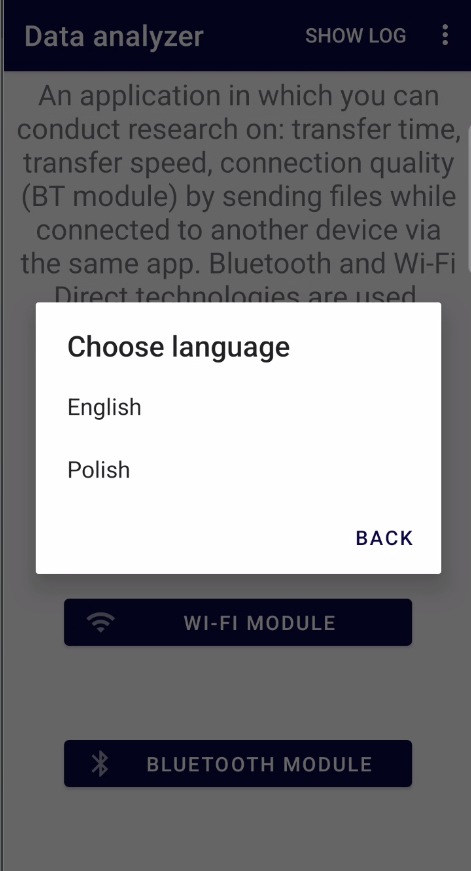 Data analyzer
SHOW LOG
An application in which you can
conduct research on: transfer time,
transfer speed, connection quality
(BT module) by sending files while
connected to another device via
the same app. Bluetooth and Wi-Fi
Direct technologies are used
Choose language
English
Polish
BACK
WI-FI MODULE
BLUETOOTH MODULE